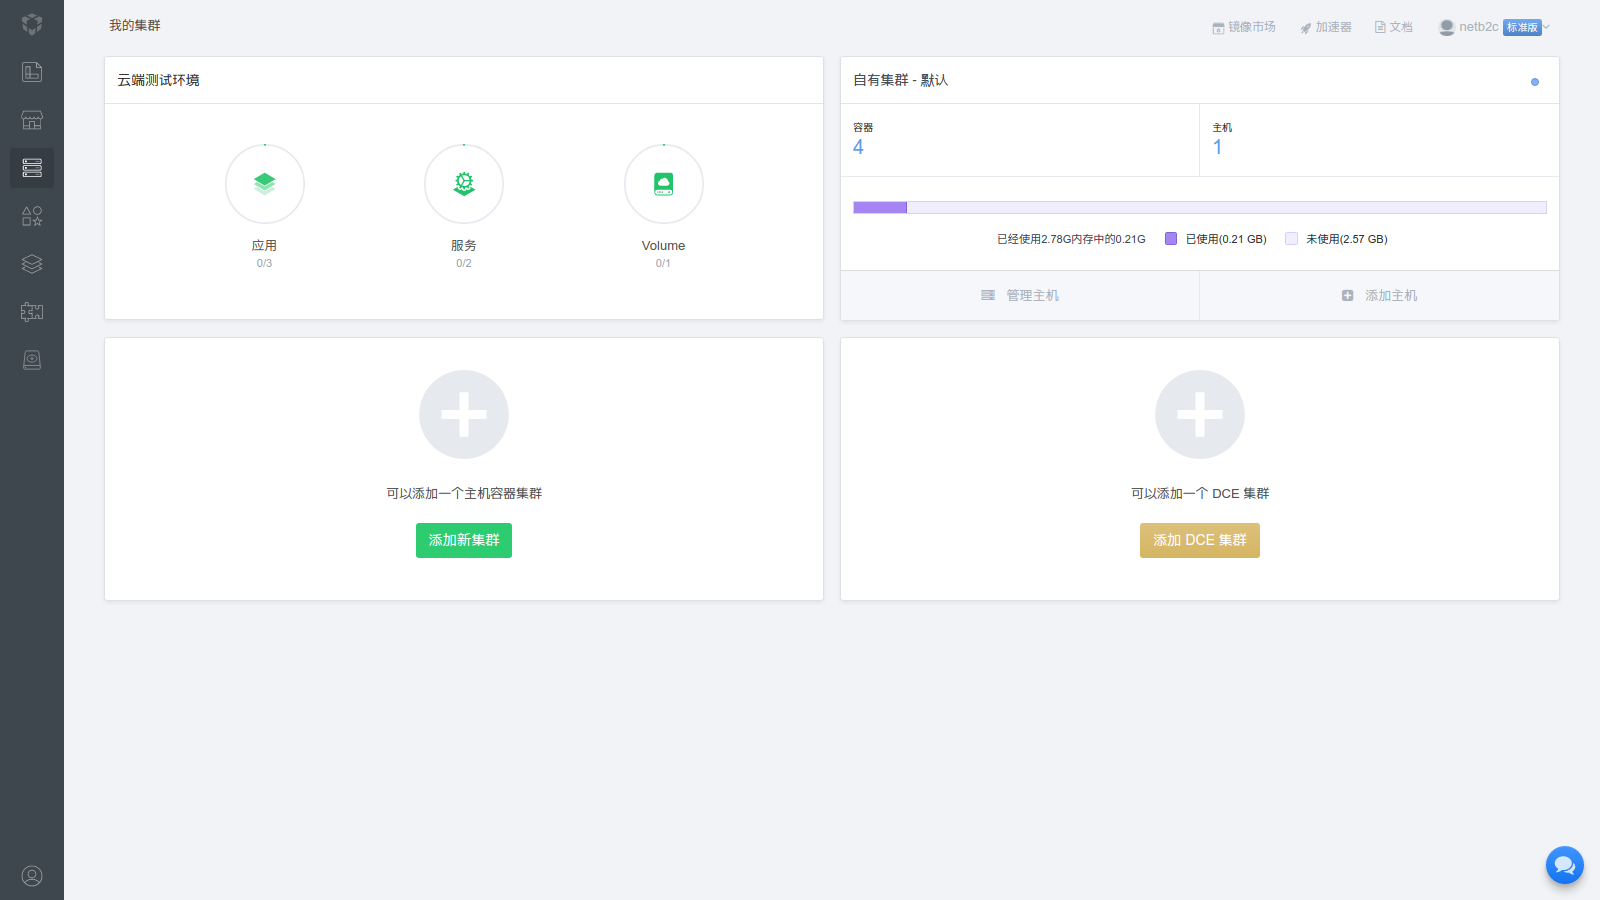 我的集群
镜像市场 加速器 文档 netb2c 标准版
云端测试环境
应用
0/3
服务
0/2
Volume
0/1
自有集群 - 默认
容器
4
主机
1
已经使用2.78G内存中的0.21G 已使用(0.21 GB) 未使用(2.57 GB)
管理主机 添加主机
可以添加一个主机容器集群
添加新集群
可以添加一个 DCE 集群
添加 DCE 集群